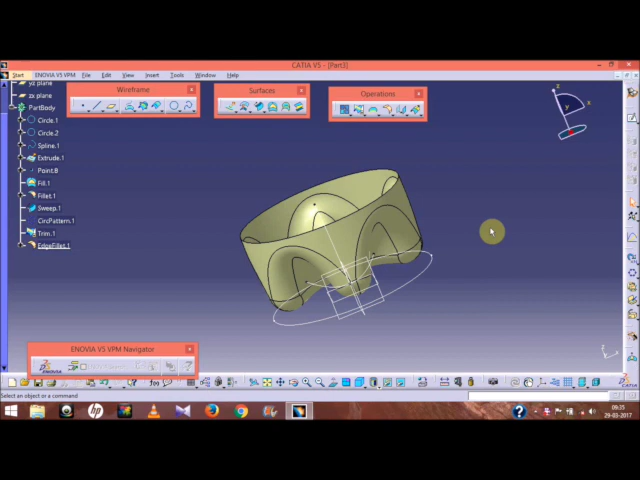 CATIA V5 - [Part3]
Start ENOVIA V5 VPM File Edit View Insert Tools Window Help
yz plane
zx plane
PartBody
Circle.1
Circle.2
Spline.1
Extrude.1
Point.8
Fill.1
Fillet.1
Sweep.1
CircPattern.1
Trim.1
EdgeFillet.1
Wireframe
Surfaces
Operations
z
x
y
ENOVIA V5 VPM Navigator
ENOVIA
Select an object or a command
09:35
29-03-2017